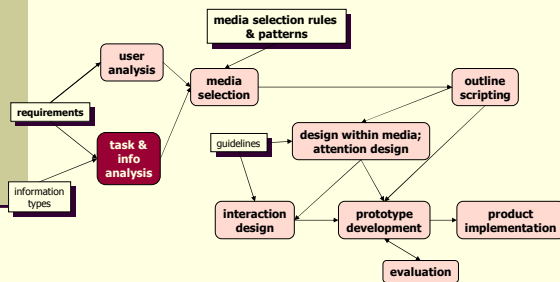 media selection rules
& patterns
user
analysis
media
selection
outline
scripting
requirements
task &
info
analysis
guidelines
design within media;
attention design
information
types
interaction
design
prototype
development
product
implementation
evaluation